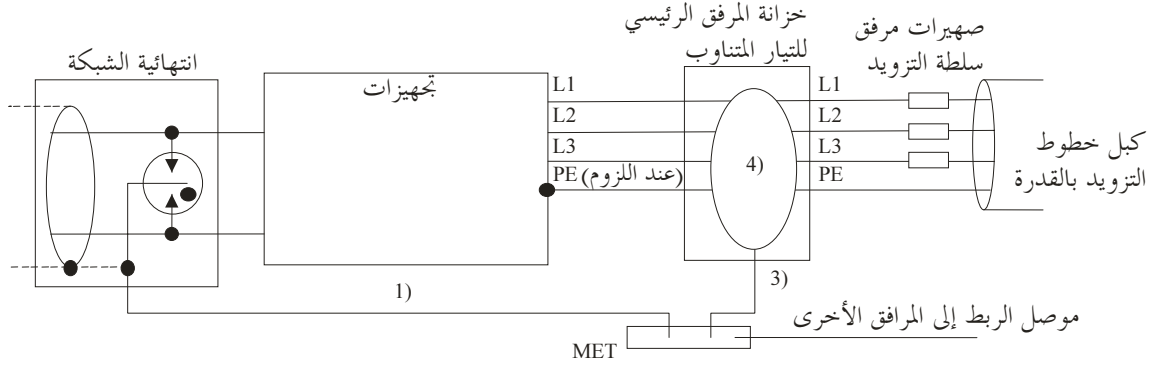 خزانة المرفق الرئيسي
للتيار المتناوب
صهيرات مرفق
سلطة التزويد
انتهائية الشبكة
تجهيزات
L1
L2
L3
PE (عند اللزوم)
4)
L1
L2
L3
PE
كبل خطوط
التزويد بالقدرة
1)
3)
موصل الربط إلى المرافق الأخرى
MET